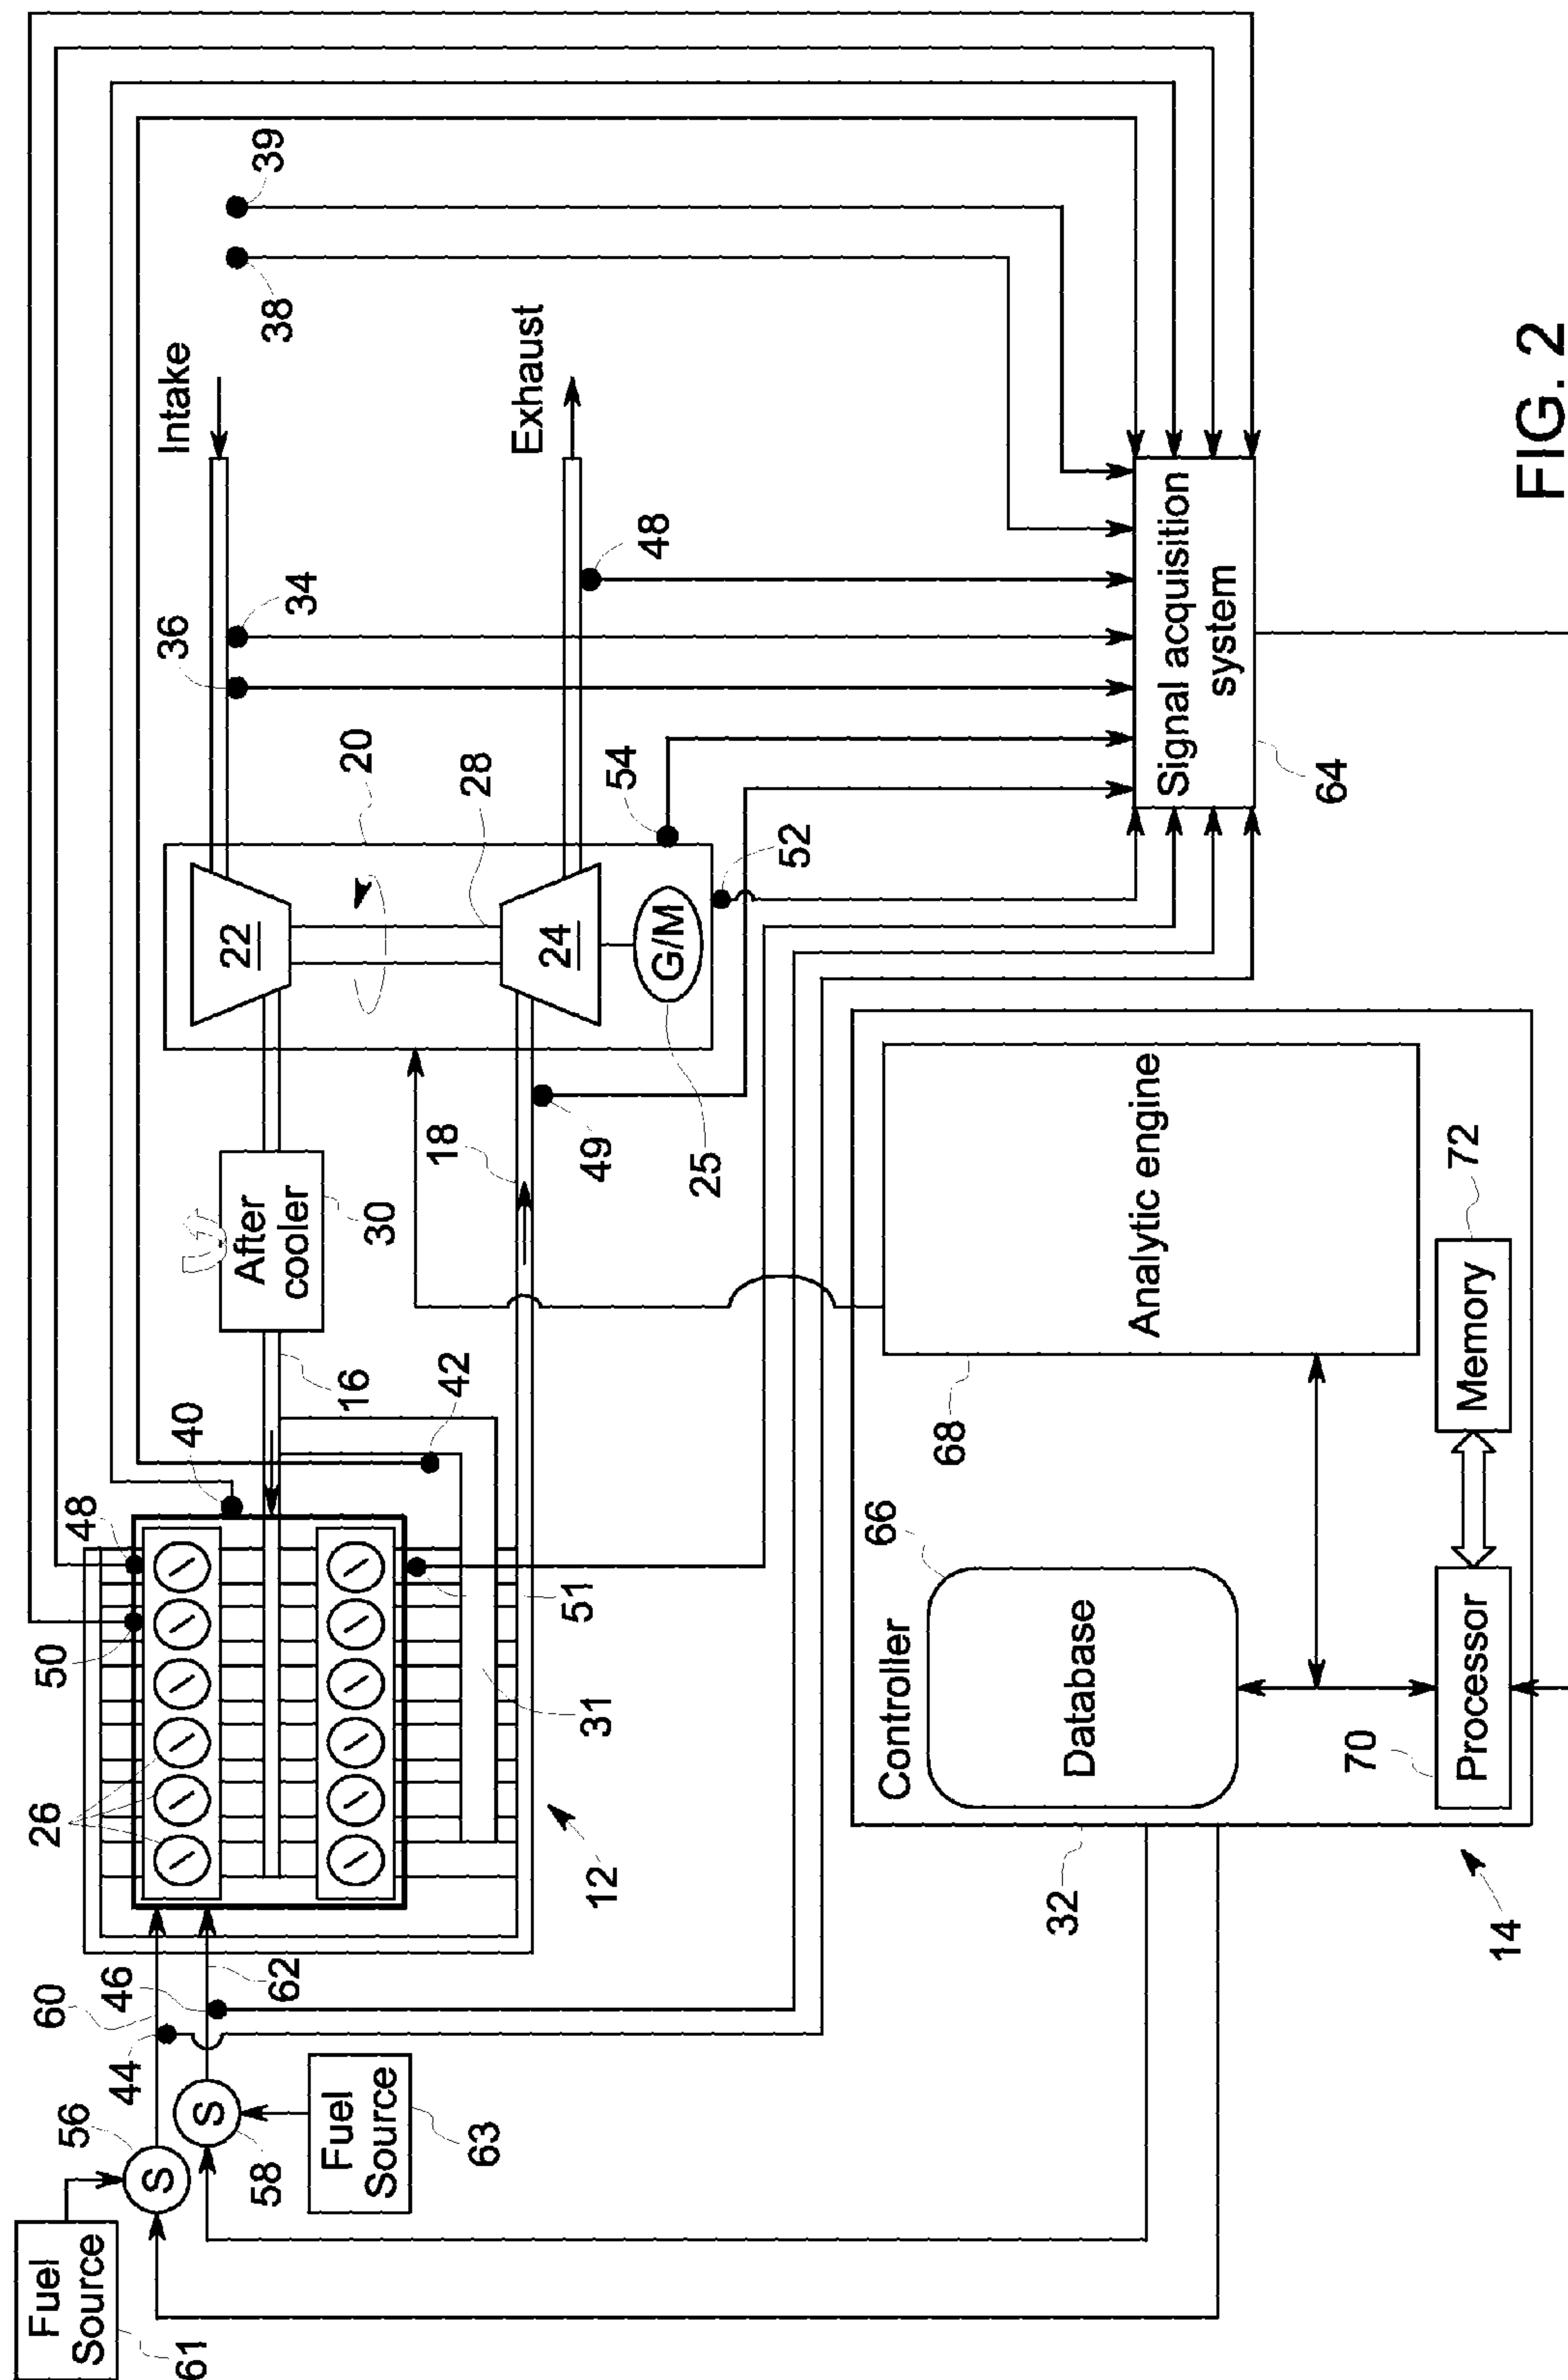 Fuel
Source
61
56
S
44
60
46
62
58
S
Fuel
Source
63
26
50
48
40
12
31
51
42
16
After
cooler
30
18
49
22
24
G/M
25
20
28
54
52
36
34
Intake
Exhaust
48
38
39
Signal acquisition
system
64
Controller
32
14
Database
66
Analytic engine
68
Processor
70
Memory
72
FIG. 2